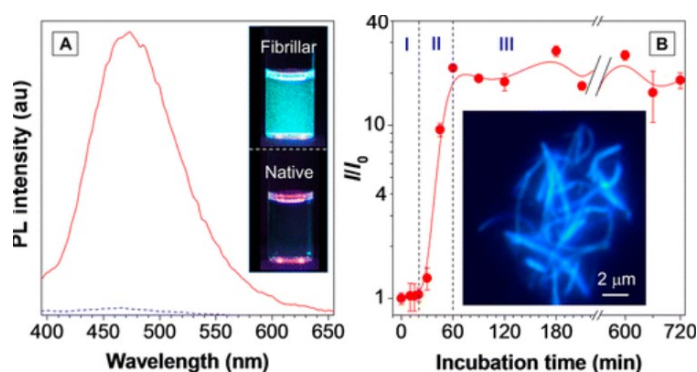 A
Fibrillar
Native
PL intensity (au)
400 450 500 550 600 650
Wavelength (nm)
B
I II III
40
10
4
1
I/I0
2 μm
0 60 120 180 600 720
Incubation time (min)